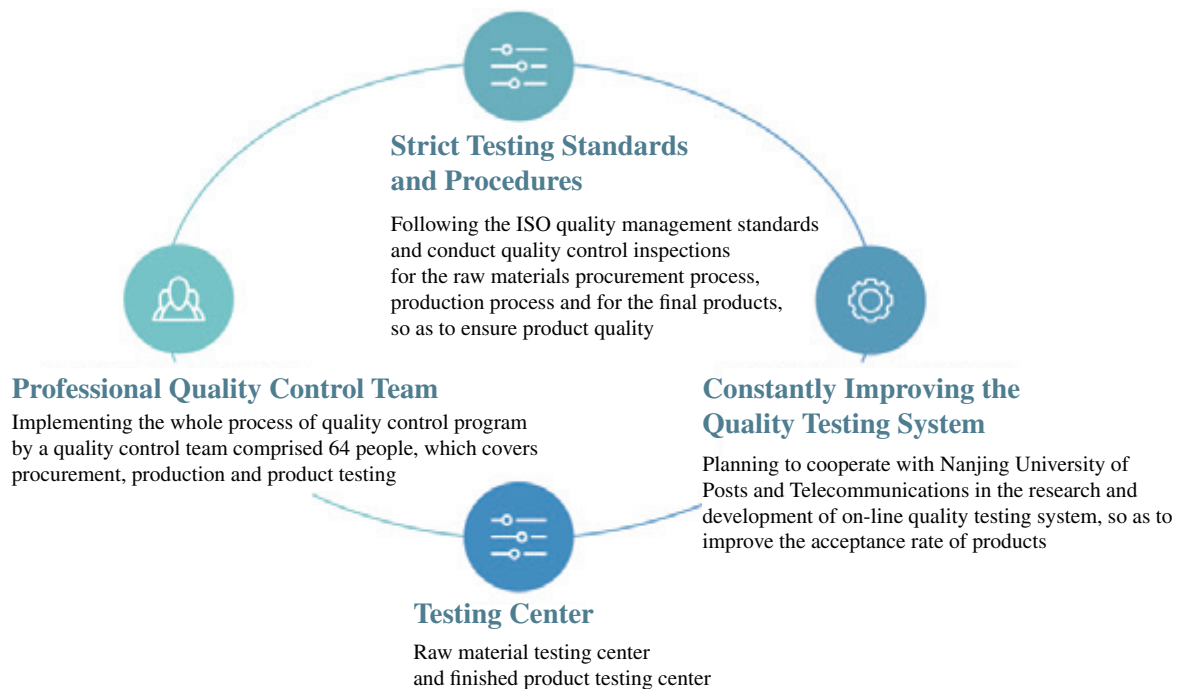 Strict Testing Standards
and Procedures
Following the ISO quality management standards
and conduct quality control inspections
for the raw materials procurement process,
production process and for the final products,
so as to ensure product quality
Professional Quality Control Team
Implementing the whole process of quality control program
by a quality control team comprised 64 people, which covers
procurement, production and product testing
Constantly Improving the
Quality Testing System
Planning to cooperate with Nanjing University of
Posts and Telecommunications in the research and
development of on-line quality testing system, so as to
improve the acceptance rate of products
Testing Center
Raw material testing center
and finished product testing center